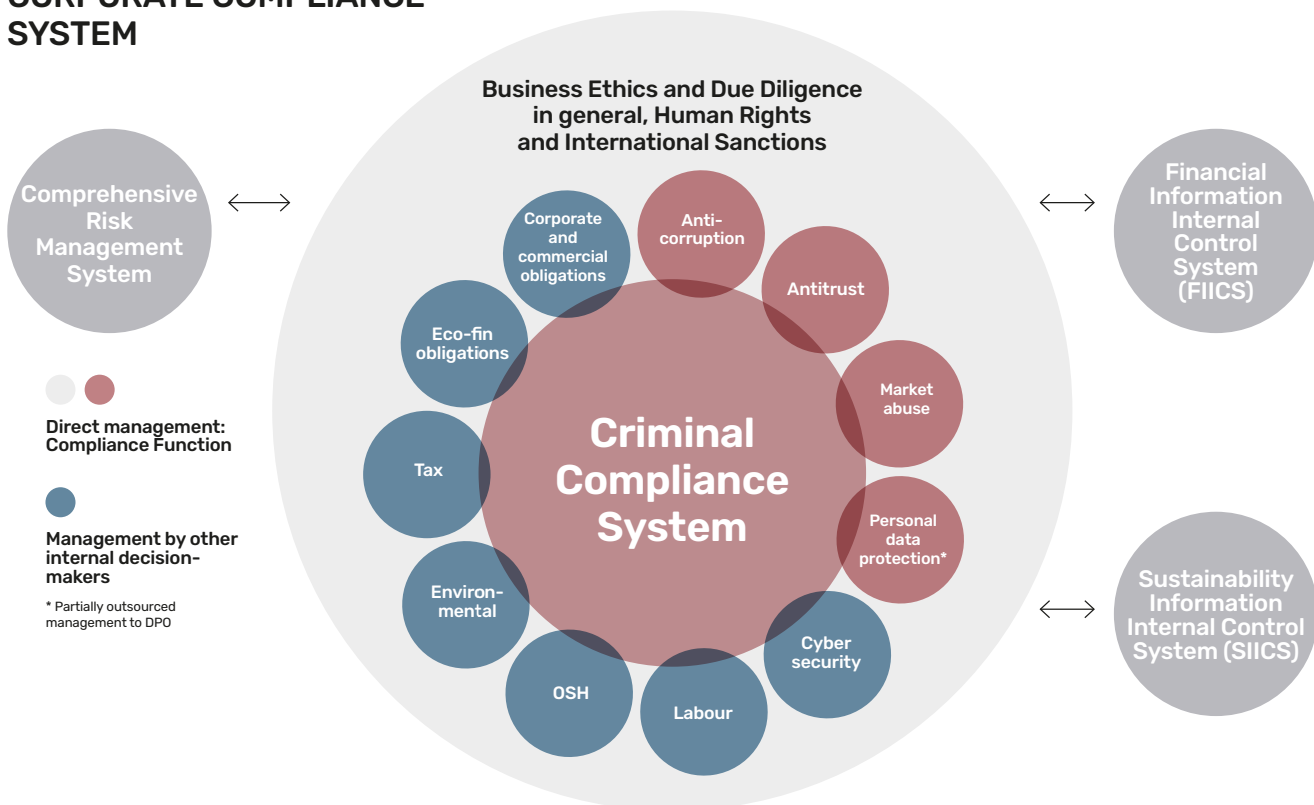 CORPORATE COMPLIANCE
SYSTEM
Business Ethics and Due Diligence
in general, Human Rights
and International Sanctions
Comprehensive
Risk
Management
System
Financial
Information
Internal
Control
System
(FIICS)
Corporate
and
commercial
obligations
Anti-
corruption
Antitrust
Eco-fin
obligations
Market
abuse
Direct management:
Compliance Function
Criminal
Compliance
System
Tax
Personal
data
protection*
Management by other
internal decision-
makers
* Partially outsourced
management to DPO
Environ-
mental
Sustainability
Information
Internal Control
System (SIICS)
Cyber
security
OSH
Labour